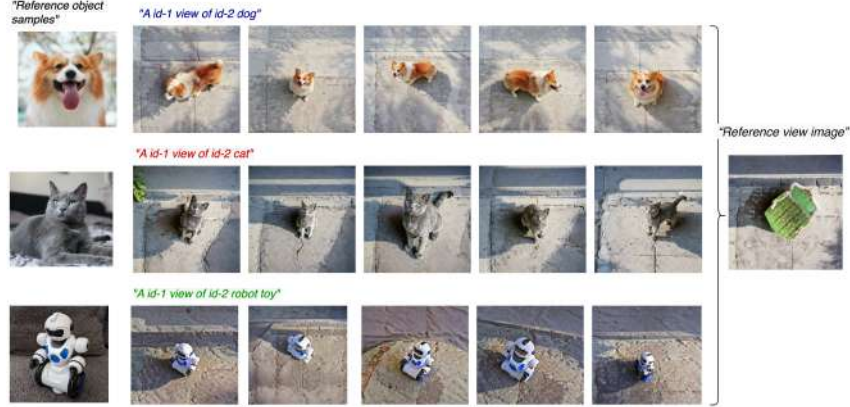 "Reference object
samples"
"A id-1 view of id-2 dog"
"A id-1 view of id-2 cat"
"Reference view image"
"A id-1 view of id-2 robot toy"